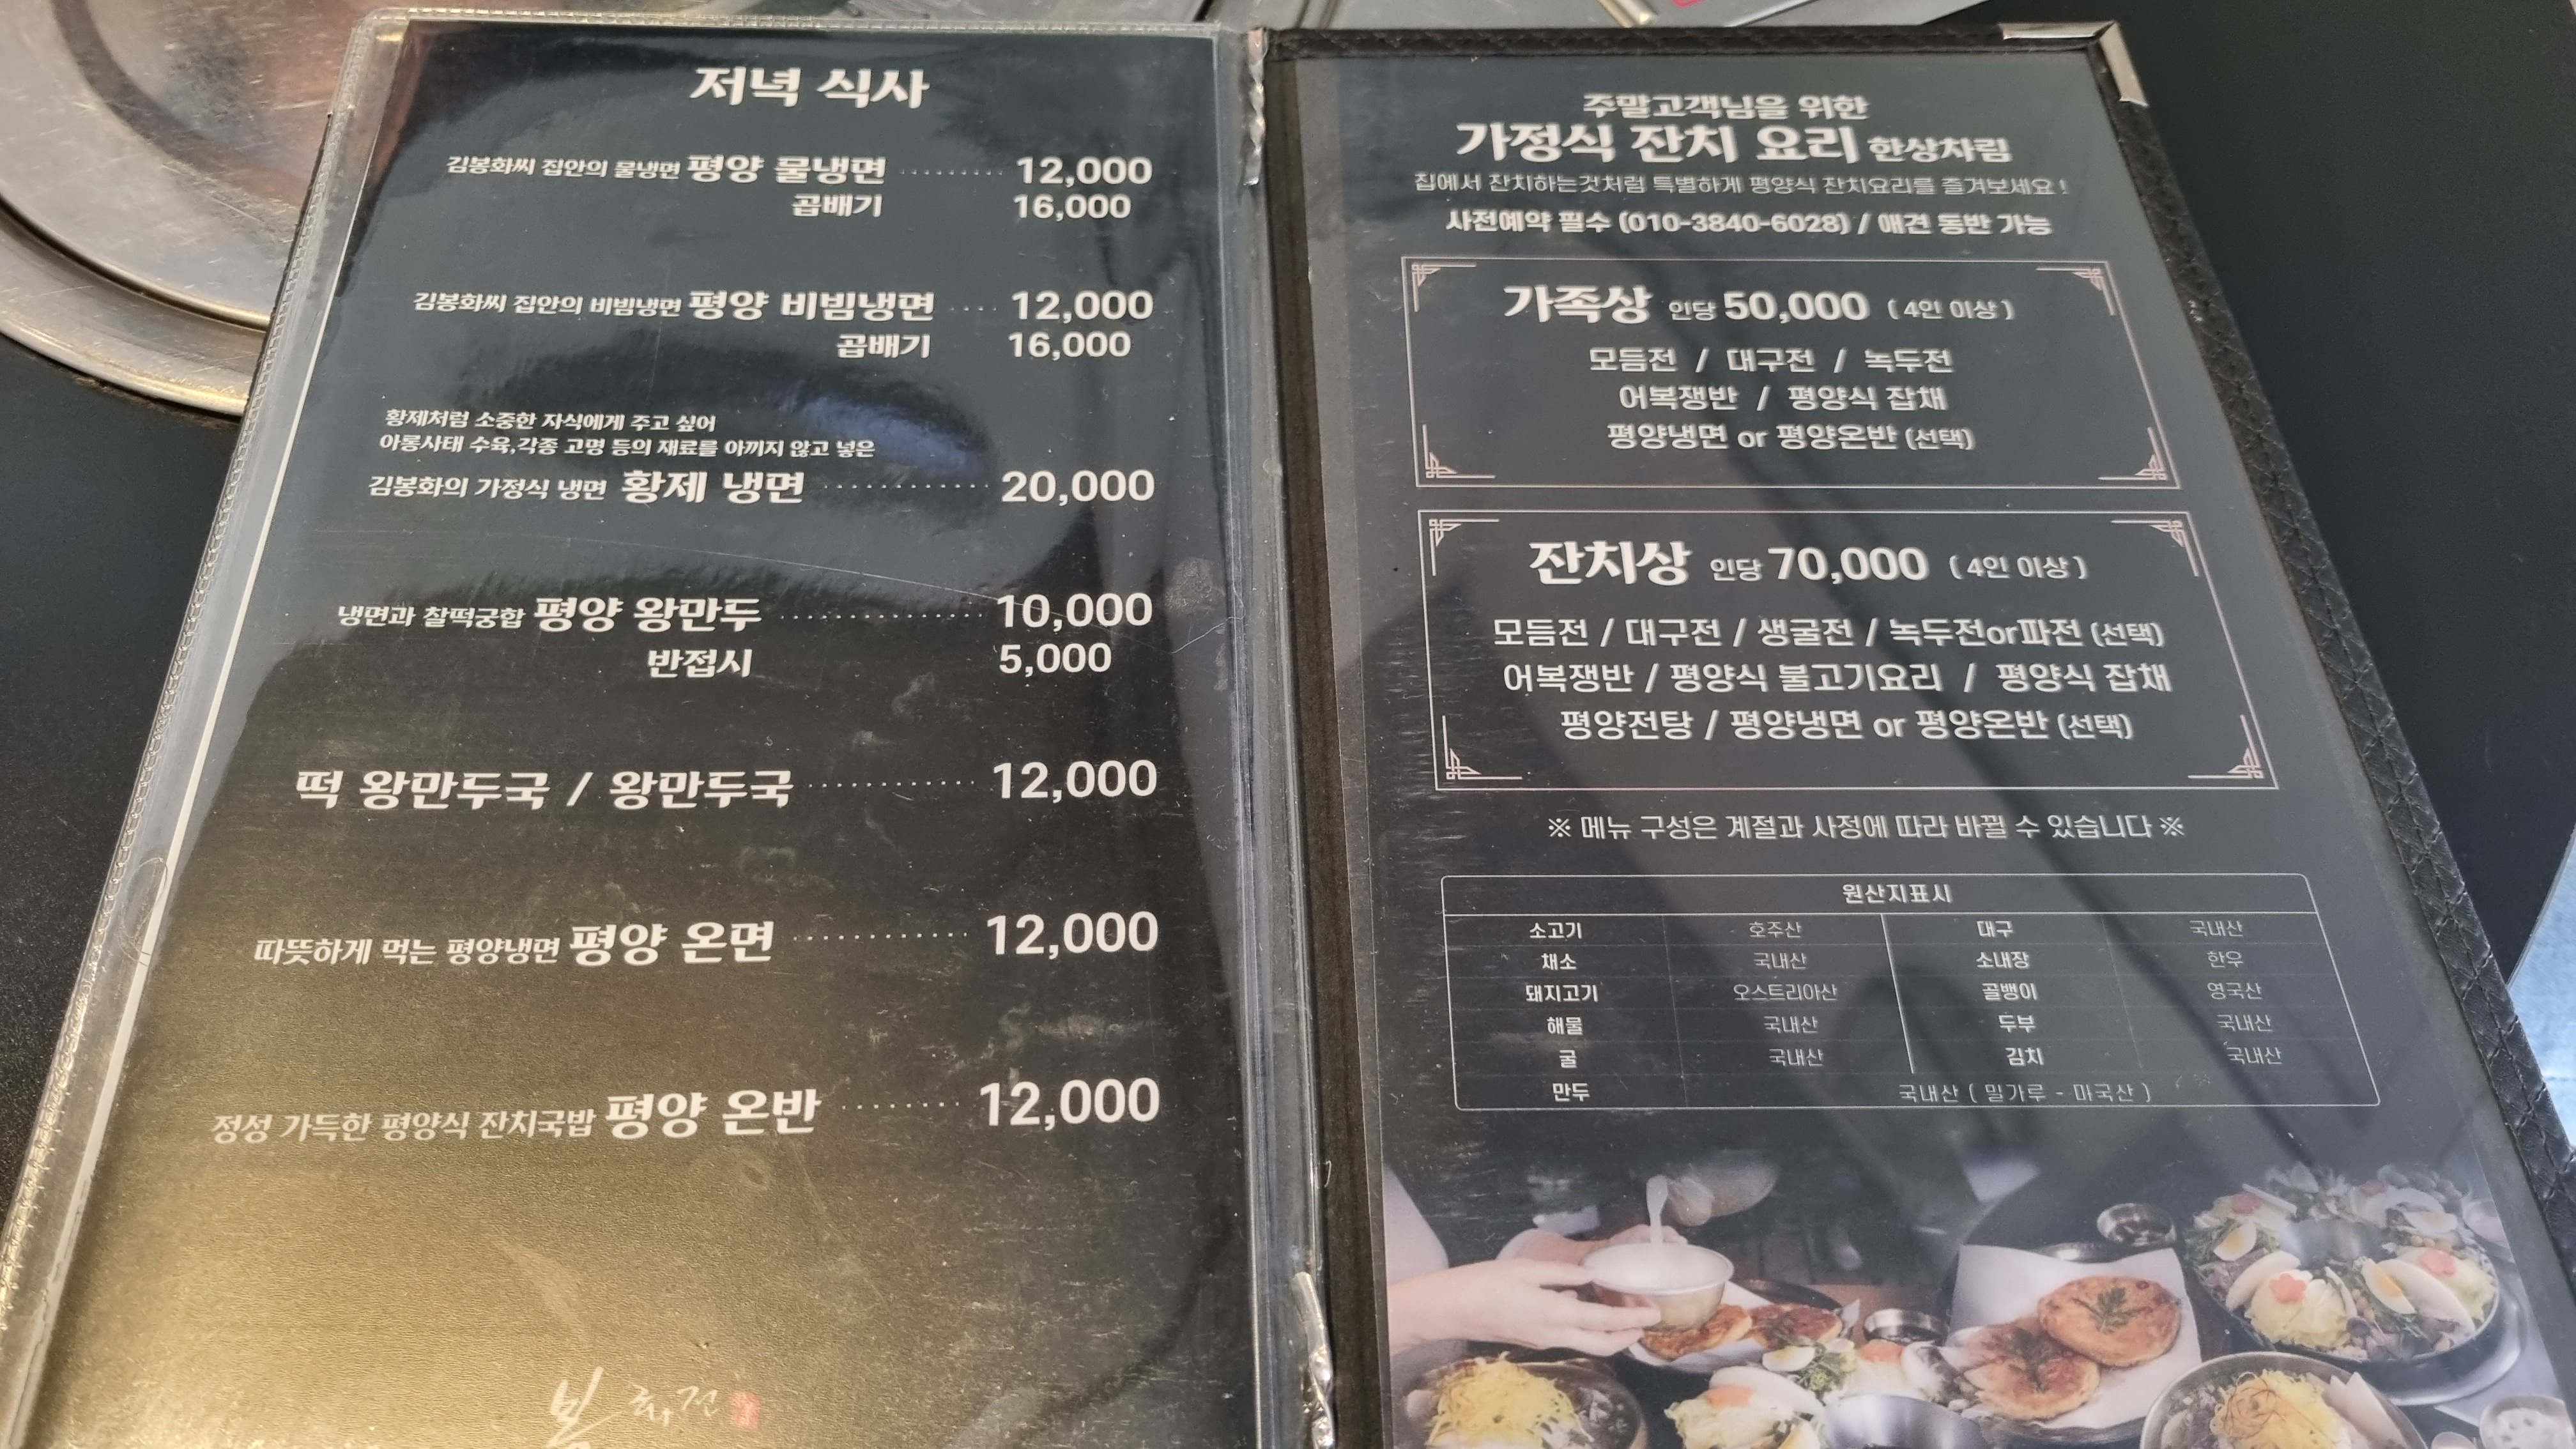 저녁 식사
김봉화씨 집안의 물냉면 평양 물냉면 12,000
곱배기 16,000
김봉화씨 집안의 비빔냉면 평양 비빔냉면 12,000
곱배기 16,000
황제처럼 소중한 자식에게 주고 싶어
아롱사태 수육,각종 고명 등의 재료를 아끼지 않고 넣은
김봉화의 가정식 냉면 황제 냉면 20,000
냉면과 찰떡궁합 평양 왕만두 10,000
반접시 5,000
떡 왕만두국 / 왕만두국 12,000
따뜻하게 먹는 평양냉면 평양 온면 12,000
정성 가득한 평양식 잔치국밥 평양 온반 12,000
봉화전
주말고객님을 위한
가정식 잔치 요리 한상차림
집에서 잔치하는것처럼 특별하게 평양식 잔치요리를 즐겨보세요!
사전예약 필수 (010-3840-6028) / 애견 동반 가능
가족상 인당 50,000 (4인 이상)
모듬전 / 대구전 / 녹두전
어복쟁반 / 평양식 잡채
평양냉면 or 평양온반 (선택)
잔치상 인당 70,000 (4인 이상)
모듬전 / 대구전 / 생굴전 / 녹두전or파전 (선택)
어복쟁반 / 평양식 불고기요리 / 평양식 잡채
평양전탕 / 평양냉면 or 평양온반 (선택)
※ 메뉴 구성은 계절과 사정에 따라 바뀔 수 있습니다 ※
원산지표시
소고기 호주산 대구 국내산
채소 국내산 소내장 한우
돼지고기 오스트리아산 골뱅이 영국산
해물 국내산 두부 국내산
굴 국내산 김치 국내산
만두 국내산 ( 밀가루 - 마국산 )